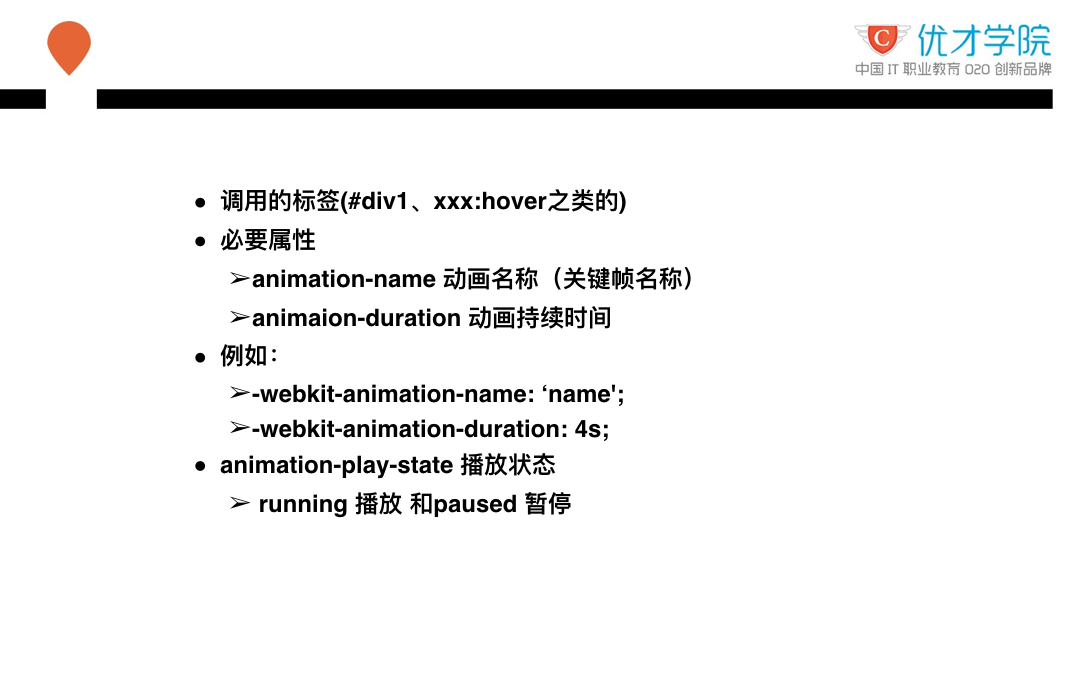 优才学院
中国 IT 职业教育 O2O 创新品牌
● 调用的标签(#div1、xxx:hover之类的)
● 必要属性
➢animation-name 动画名称（关键帧名称）
➢animaion-duration 动画持续时间
● 例如：
➢-webkit-animation-name: ‘name';
➢-webkit-animation-duration: 4s;
● animation-play-state 播放状态
➢ running 播放 和paused 暂停